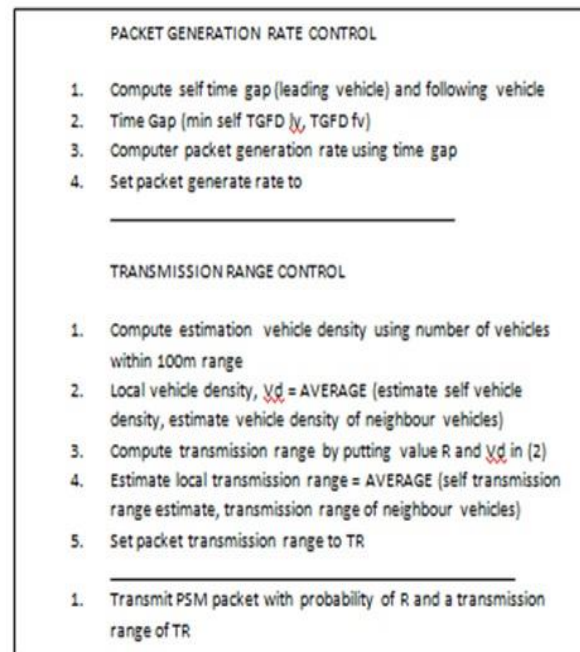 PACKET GENERATION RATE CONTROL
1. Compute self time gap (leading vehicle) and following vehicle
2. Time Gap (min self TGFD lv, TGFD fv)
3. Computer packet generation rate using time gap
4. Set packet generate rate to
TRANSMISSION RANGE CONTROL
1. Compute estimation vehicle density using number of vehicles
within 100m range
2. Local vehicle density, Vd = AVERAGE (estimate self vehicle
density, estimate vehicle density of neighbour vehicles)
3. Compute transmission range by putting value R and Vd in (2)
4. Estimate local transmission range = AVERAGE (self transmission
range estimate, transmission range of neighbour vehicles)
5. Set packet transmission range to TR
1. Transmit PSM packet with probability of R and a transmission
range of TR